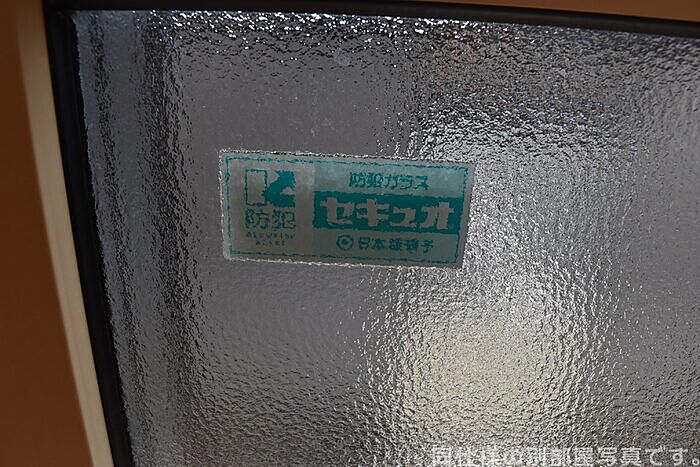 防犯
防犯ガラス
セキュオ
日本板硝子
同仕様の別部屋写真です。